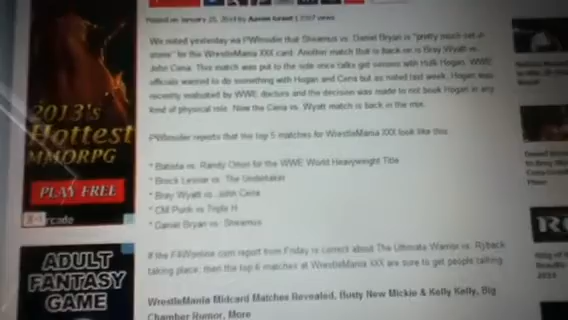 Posted on January 25, 2014 by Aaron Israel | 2307 views
We noted yesterday via PWInsider that Sheamus vs. Daniel Bryan is "pretty much set in
stone" for the WrestleMania XXX card. Another match that is back on is Bray Wyatt vs.
John Cena. This match was put to the side once talks got serious with Hulk Hogan. WWE
officials wanted to do something with Hogan and Cena but as noted last week, Hogan was
recently evaluated by WWE doctors and the decision was made to not book Hogan in any
kind of physical role. Now the Cena vs. Wyatt match is back in the mix.
PWInsider reports that the top 5 matches for WrestleMania XXX look like this:
* Batista vs. Randy Orton for the WWE World Heavyweight Title
* Brock Lesnar vs. The Undertaker
* Bray Wyatt vs. John Cena
* CM Punk vs Triple H
* Daniel Bryan vs. Sheamus
If the F4Wonline.com report from Friday is correct about The Ultimate Warrior vs. Ryback
taking place, then the top 6 matches at WrestleMania XXX are sure to get people talking.
WrestleMania Midcard Matches Revealed, Busty New Mickie & Kelly Kelly, Big
Chamber Rumor, More
2013's
Hottest
MMORPG
PLAY FREE
rcade
ADULT
FANTASY
GAME